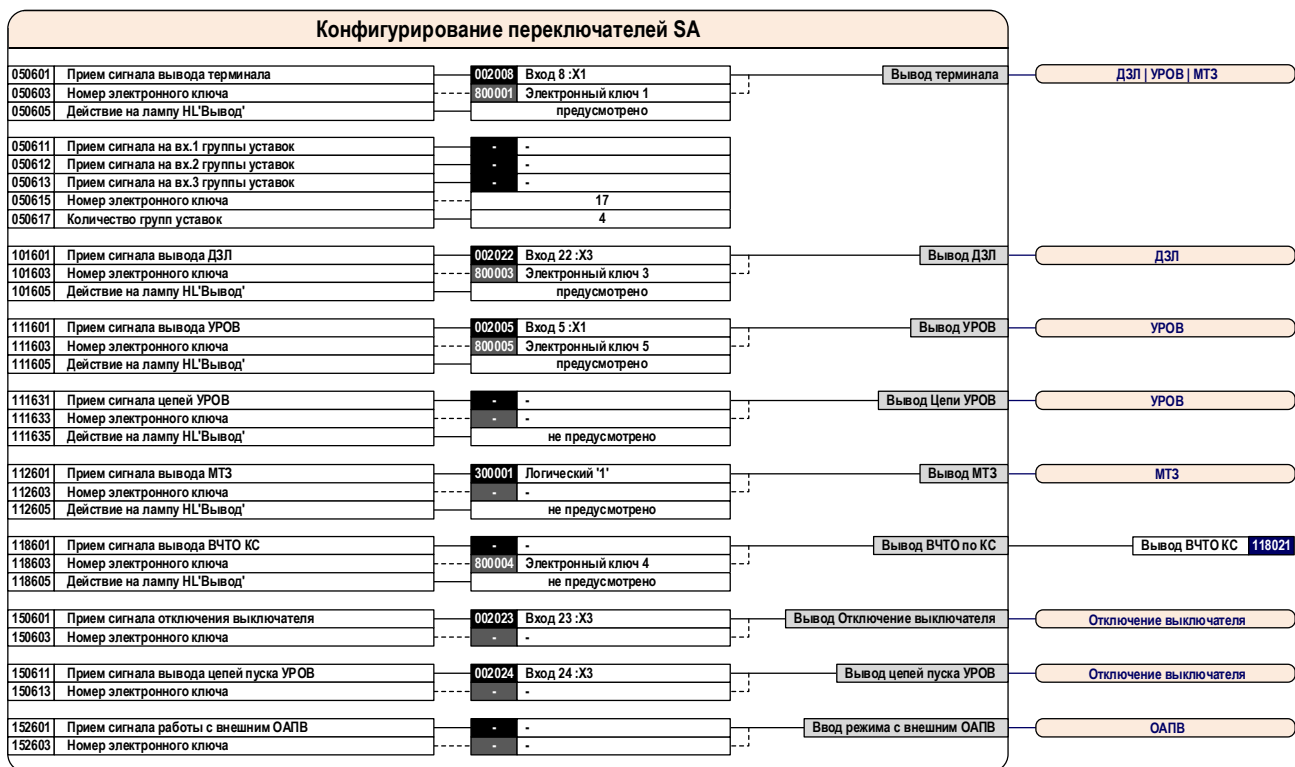 Конфигурирование переключателей SA
050601 Прием сигнала вывода терминала 002008 Вход 8 :X1 Вывод терминала ДЗЛ | УРОВ | МТЗ
050603 Номер электронного ключа 800001 Электронный ключ 1
050605 Действие на лампу HL'Вывод' предусмотрено
050611 Прием сигнала на вх.1 группы уставок - -
050612 Прием сигнала на вх.2 группы уставок - -
050613 Прием сигнала на вх.3 группы уставок - -
050615 Номер электронного ключа 17
050617 Количество групп уставок 4
101601 Прием сигнала вывода ДЗЛ 002022 Вход 22 :X3 Вывод ДЗЛ ДЗЛ
101603 Номер электронного ключа 800003 Электронный ключ 3
101605 Действие на лампу HL'Вывод' предусмотрено
111601 Прием сигнала вывода УРОВ 002005 Вход 5 :X1 Вывод УРОВ УРОВ
111603 Номер электронного ключа 800005 Электронный ключ 5
111605 Действие на лампу HL'Вывод' предусмотрено
111631 Прием сигнала цепей УРОВ - - Вывод Цепи УРОВ УРОВ
111633 Номер электронного ключа - -
111635 Действие на лампу HL'Вывод' не предусмотрено
112601 Прием сигнала вывода МТЗ 300001 Логический '1' Вывод МТЗ МТЗ
112603 Номер электронного ключа - -
112605 Действие на лампу HL'Вывод' не предусмотрено
118601 Прием сигнала вывода ВЧТО КС - - Вывод ВЧТО по КС Вывод ВЧТО КС 118021
118603 Номер электронного ключа 800004 Электронный ключ 4
118605 Действие на лампу HL'Вывод' не предусмотрено
150601 Прием сигнала отключения выключателя 002023 Вход 23 :X3 Вывод Отключение выключателя Отключение выключателя
150603 Номер электронного ключа - -
150611 Прием сигнала вывода цепей пуска УРОВ 002024 Вход 24 :X3 Вывод цепей пуска УРОВ Отключение выключателя
150613 Номер электронного ключа - -
152601 Прием сигнала работы с внешним ОАПВ - - Ввод режима с внешним ОАПВ ОАПВ
152603 Номер электронного ключа - -